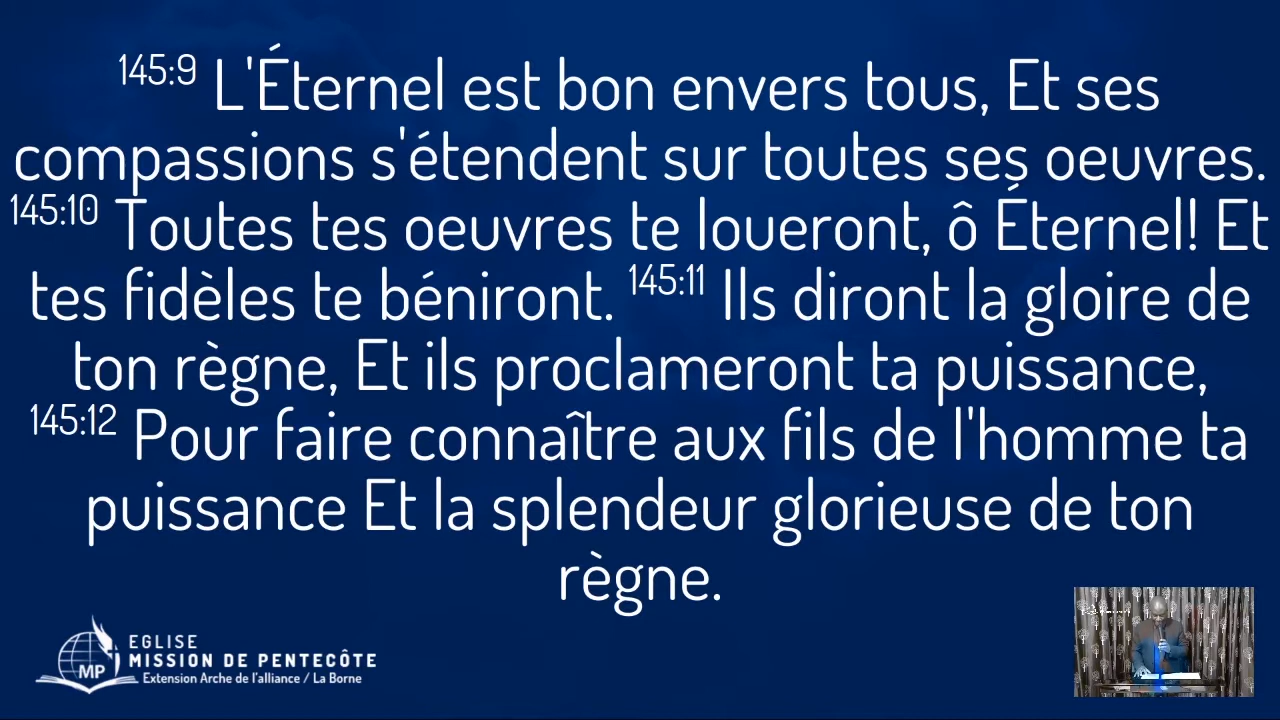 145:9 L'Éternel est bon envers tous, Et ses
compassions s'étendent sur toutes ses oeuvres.
145:10 Toutes tes oeuvres te loueront, ô Éternel! Et
tes fidèles te béniront. 145:11 Ils diront la gloire de
ton règne, Et ils proclameront ta puissance,
145:12 Pour faire connaître aux fils de l'homme ta
puissance Et la splendeur glorieuse de ton
règne.
MP
EGLISE
MISSION DE PENTECÔTE
Extension Arche de l'alliance / La Borne